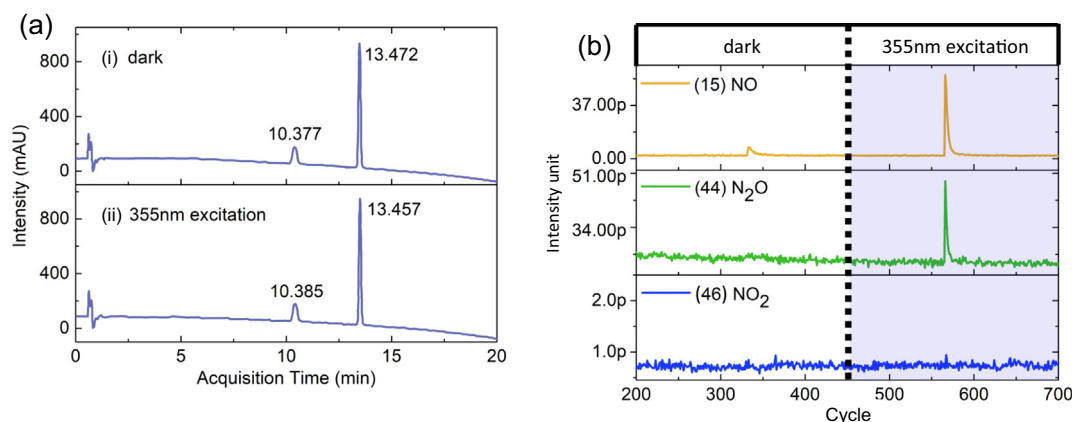 (a)
(i) dark
13.472
10.377
800
400
0
(ii) 355nm excitation
13.457
10.385
800
400
0
Intensity (mAU)
0 5 10 15 20
Acquisition Time (min)
(b)
dark 355nm excitation
(15) NO
37.00p
0.00
(44) N₂O
51.00p
34.00p
(46) NO₂
2.0p
1.0p
Intensity unit
200 300 400 500 600 700
Cycle